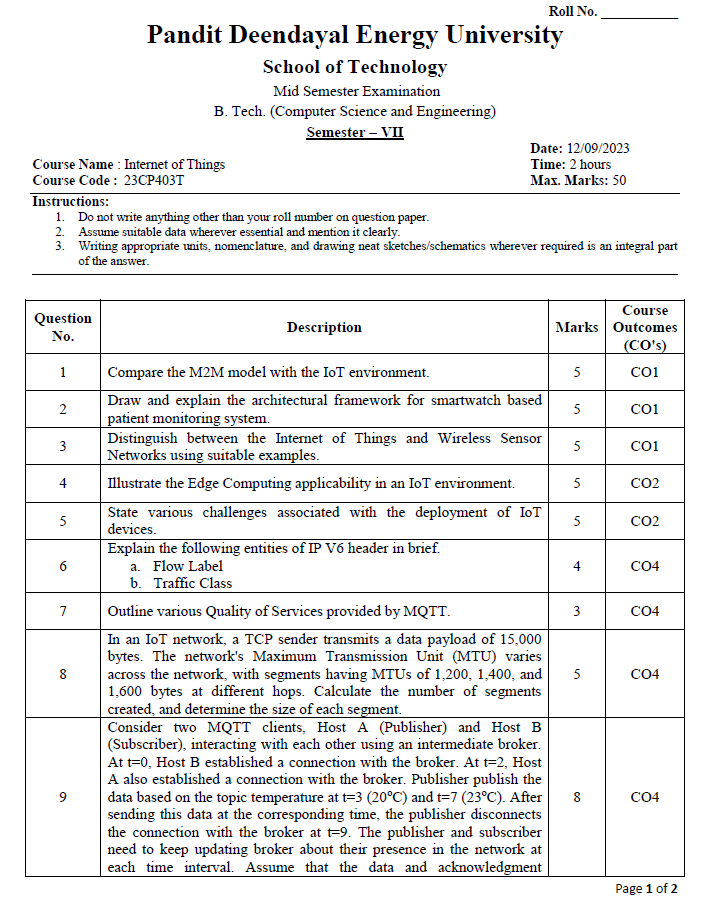 Roll No. ___________
Pandit Deendayal Energy University
School of Technology
Mid Semester Examination
B. Tech. (Computer Science and Engineering)
Semester – VII
Date: 12/09/2023
Course Name : Internet of Things
Time: 2 hours
Course Code : 23CP403T
Max. Marks: 50
Instructions:
1. Do not write anything other than your roll number on question paper.
2. Assume suitable data wherever essential and mention it clearly.
3. Writing appropriate units, nomenclature, and drawing neat sketches/schematics wherever required is an integral part
of the answer.
Question
No.
Description
Marks
Course
Outcomes
(CO's)
1
Compare the M2M model with the IoT environment.
5
CO1
2
Draw and explain the architectural framework for smartwatch based
patient monitoring system.
5
CO1
3
Distinguish between the Internet of Things and Wireless Sensor
Networks using suitable examples.
5
CO1
4
Illustrate the Edge Computing applicability in an IoT environment.
5
CO2
5
State various challenges associated with the deployment of IoT
devices.
5
CO2
6
Explain the following entities of IP V6 header in brief.
a. Flow Label
b. Traffic Class
4
CO4
7
Outline various Quality of Services provided by MQTT.
3
CO4
8
In an IoT network, a TCP sender transmits a data payload of 15,000
bytes. The network's Maximum Transmission Unit (MTU) varies
across the network, with segments having MTUs of 1,200, 1,400, and
1,600 bytes at different hops. Calculate the number of segments
created, and determine the size of each segment.
5
CO4
9
Consider two MQTT clients, Host A (Publisher) and Host B
(Subscriber), interacting with each other using an intermediate broker.
At t=0, Host B established a connection with the broker. At t=2, Host
A also established a connection with the broker. Publisher publish the
data based on the topic temperature at t=3 (20°C) and t=7 (23°C). After
sending this data at the corresponding time, the publisher disconnects
the connection with the broker at t=9. The publisher and subscriber
need to keep updating broker about their presence in the network at
each time interval. Assume that the data and acknowledgment
8
CO4
Page 1 of 2